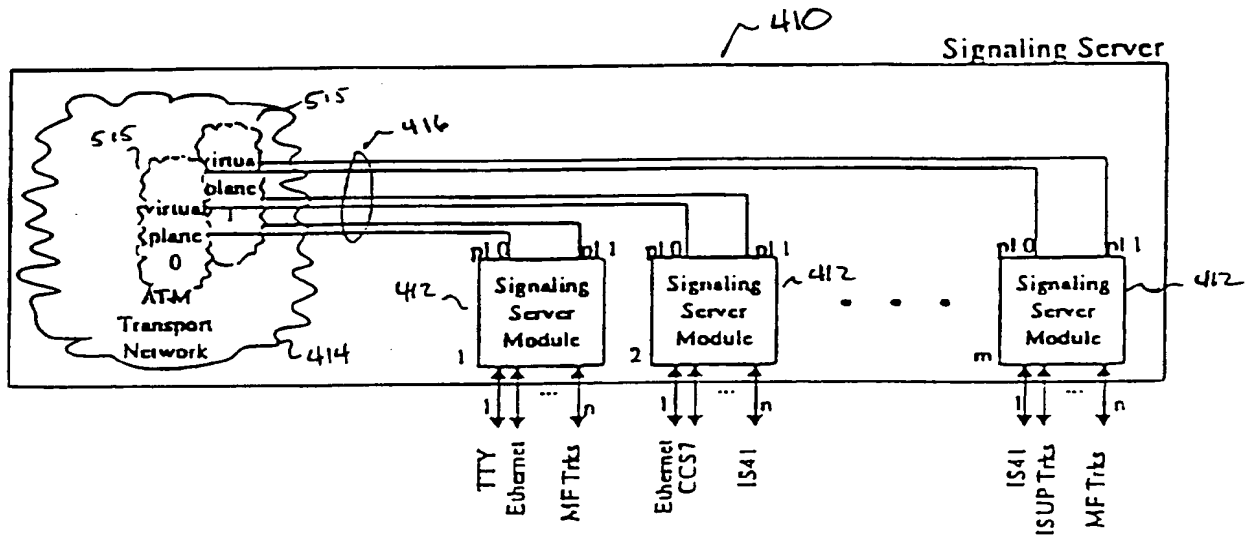 410
Signaling Server
515
515
416
virtual
plane
1
virtual
plane
0
ATM
Transport
Network
414
pl 0
pl 1
412
Signaling
Server
Module
1
pl 0
pl 1
412
Signaling
Server
Module
2
• • •
pl 0
pl 1
412
Signaling
Server
Module
m
1
...
n
1
...
n
1
...
n
TTY
Ethernet
MF Trks
Ethernet
CCS7
IS41
IS41
ISUP Trks
MF Trks